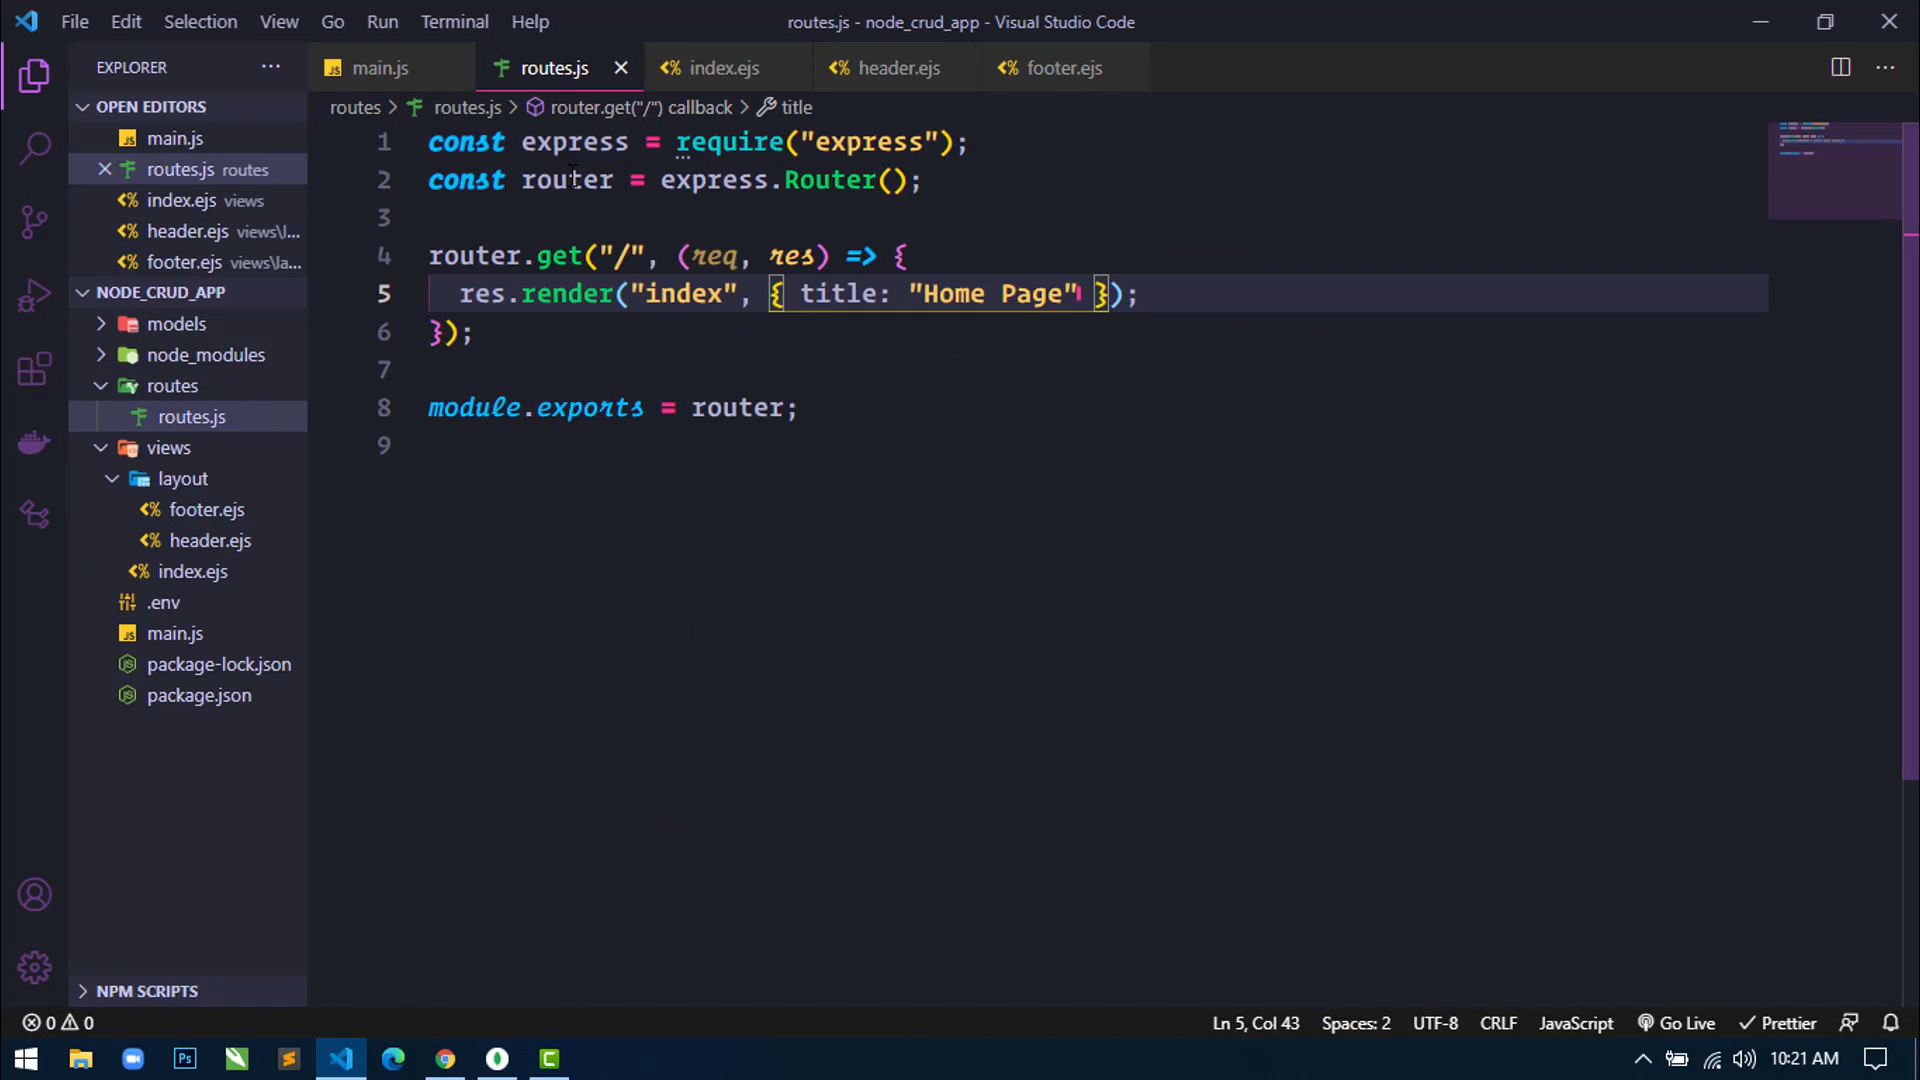 File Edit Selection View Go Run Terminal Help
routes.js - node_crud_app - Visual Studio Code
EXPLORER
main.js
routes.js
index.ejs
header.ejs
footer.ejs
OPEN EDITORS
main.js
routes.js routes
index.ejs views
header.ejs views\l...
footer.ejs views\la...
NODE_CRUD_APP
models
node_modules
routes
routes.js
views
layout
footer.ejs
header.ejs
index.ejs
.env
main.js
package-lock.json
package.json
NPM SCRIPTS
routes > routes.js > router.get("/") callback > title
1 const express = require("express");
2 const router = express.Router();
3
4 router.get("/", (req, res) => {
5 res.render("index", { title: "Home Page" });
6 });
7
8 module.exports = router;
9
0 0
Ln 5, Col 43 Spaces: 2 UTF-8 CRLF JavaScript Go Live Prettier
Ps
10:21 AM